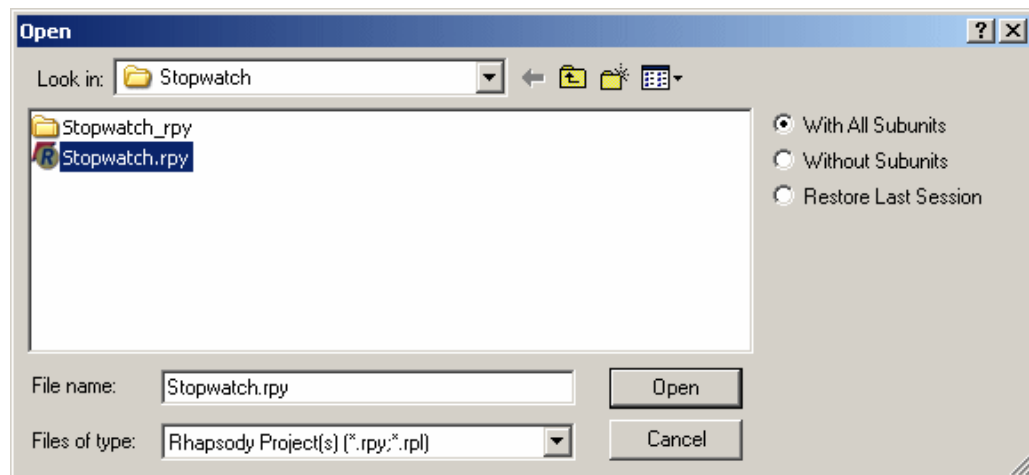 Open
Look in: Stopwatch
Stopwatch_rpy
Stopwatch.rpy
With All Subunits
Without Subunits
Restore Last Session
File name: Stopwatch.rpy
Open
Files of type: Rhapsody Project(s) (*.rpy;*.rpl)
Cancel